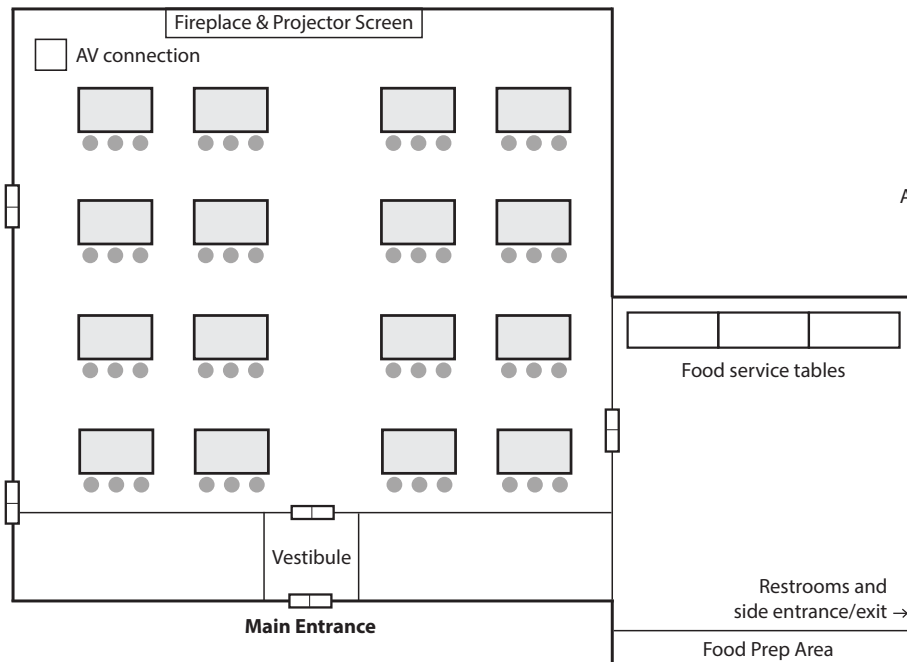 Fireplace & Projector Screen
AV connection
A
Food service tables
Vestibule
Main Entrance
Restrooms and
side entrance/exit →
Food Prep Area